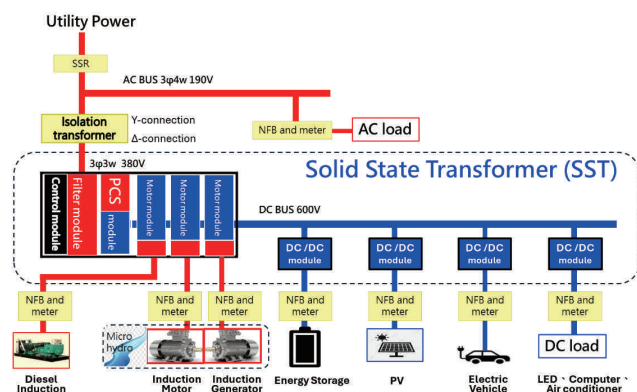 Utility Power
SSR
AC BUS 3φ4w 190V
Isolation
transformer
Y-connection
Δ-connection
NFB and meter
AC load
3φ3w 380V
Solid State Transformer (SST)
Control module
Filter module
PCS
module
Motor module
Motor module
Motor module
DC BUS 600V
DC /DC
module
DC /DC
module
DC /DC
module
DC /DC
module
NFB and
meter
NFB and
meter
NFB and
meter
NFB and
meter
NFB and
meter
NFB and
meter
NFB and
meter
Micro
hydro
DC load
Diesel
Induction
Induction
Motor
Induction
Generator
Energy Storage
PV
Electric
Vehicle
LED、Computer、
Air conditioner